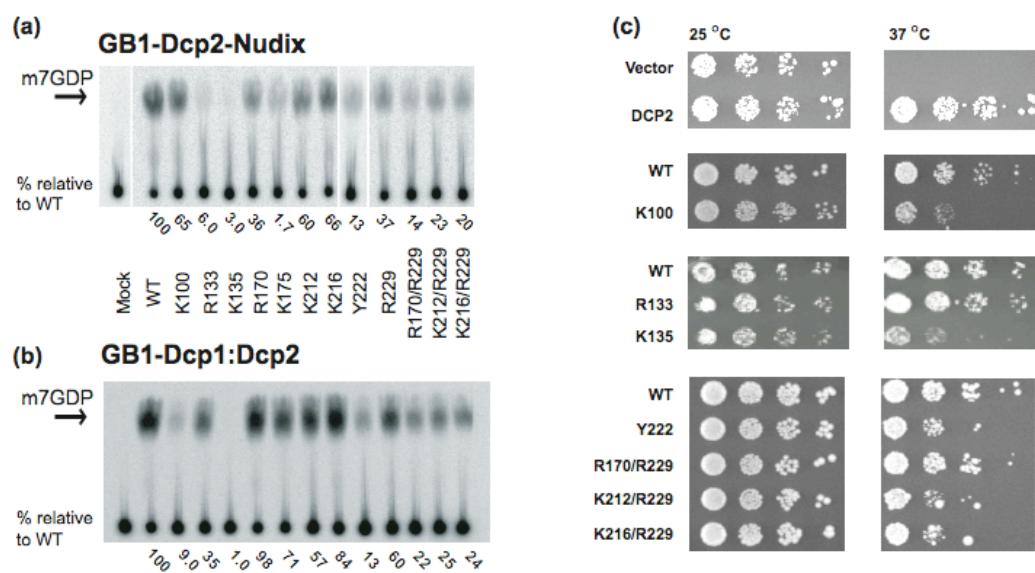 (a)
GB1-Dcp2-Nudix
m7GDP
% relative
to WT
100 65 6.0 3.0 36 1.7 60 66 13 37 14 23 20
Mock WT K100 R133 K135 R170 K175 K212 K216 Y222 R229 R170/R229 K212/R229 K216/R229
(b) GB1-Dcp1:Dcp2
m7GDP
% relative
to WT
100 9.0 35 1.0 98 71 57 84 13 60 22 25 24
(c)
25 °C 37 °C
Vector
DCP2
WT
K100
WT
R133
K135
WT
Y222
R170/R229
K212/R229
K216/R229